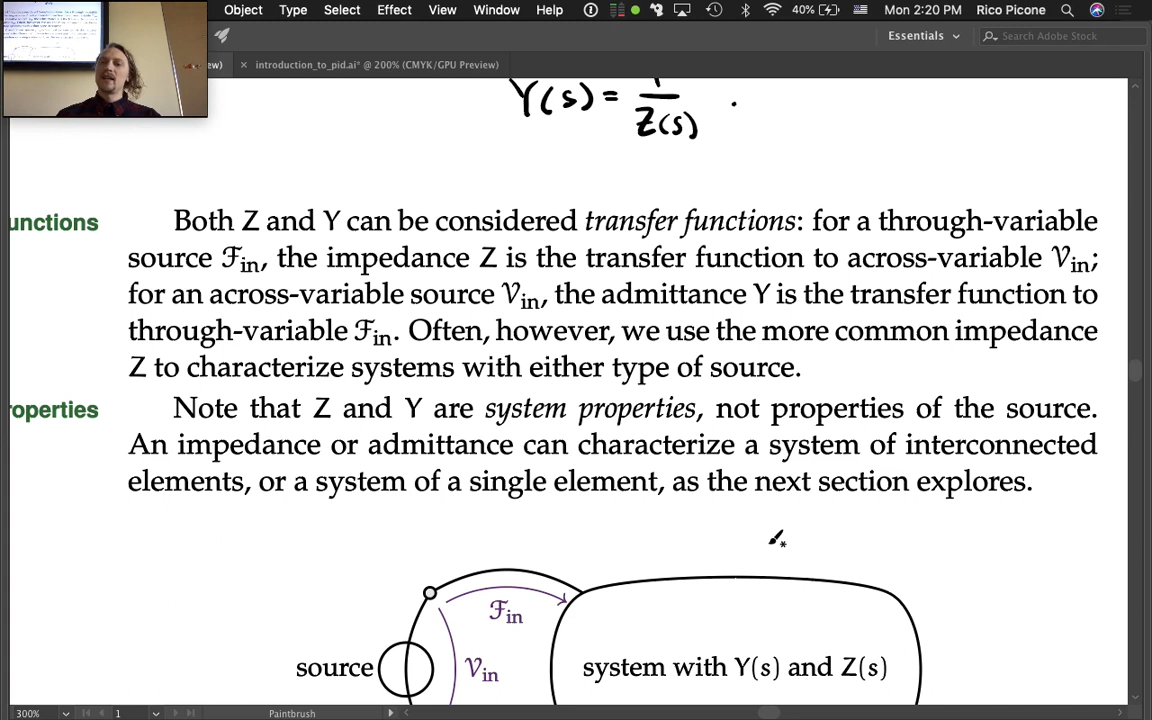 Object Type Select Effect View Window Help 40% Mon 2:20 PM Rico Picone
Essentials Search Adobe Stock
ew) × introduction_to_pid.ai* @ 200% (CMYK/GPU Preview)
Y(s) = 1/Z(s) .
unctions
Both Z and Y can be considered transfer functions: for a through-variable
source ℱin, the impedance Z is the transfer function to across-variable 𝒱in;
for an across-variable source 𝒱in, the admittance Y is the transfer function to
through-variable ℱin. Often, however, we use the more common impedance
Z to characterize systems with either type of source.
roperties
Note that Z and Y are system properties, not properties of the source.
An impedance or admittance can characterize a system of interconnected
elements, or a system of a single element, as the next section explores.
ℱin
source 𝒱in system with Y(s) and Z(s)
300% 1 Paintbrush